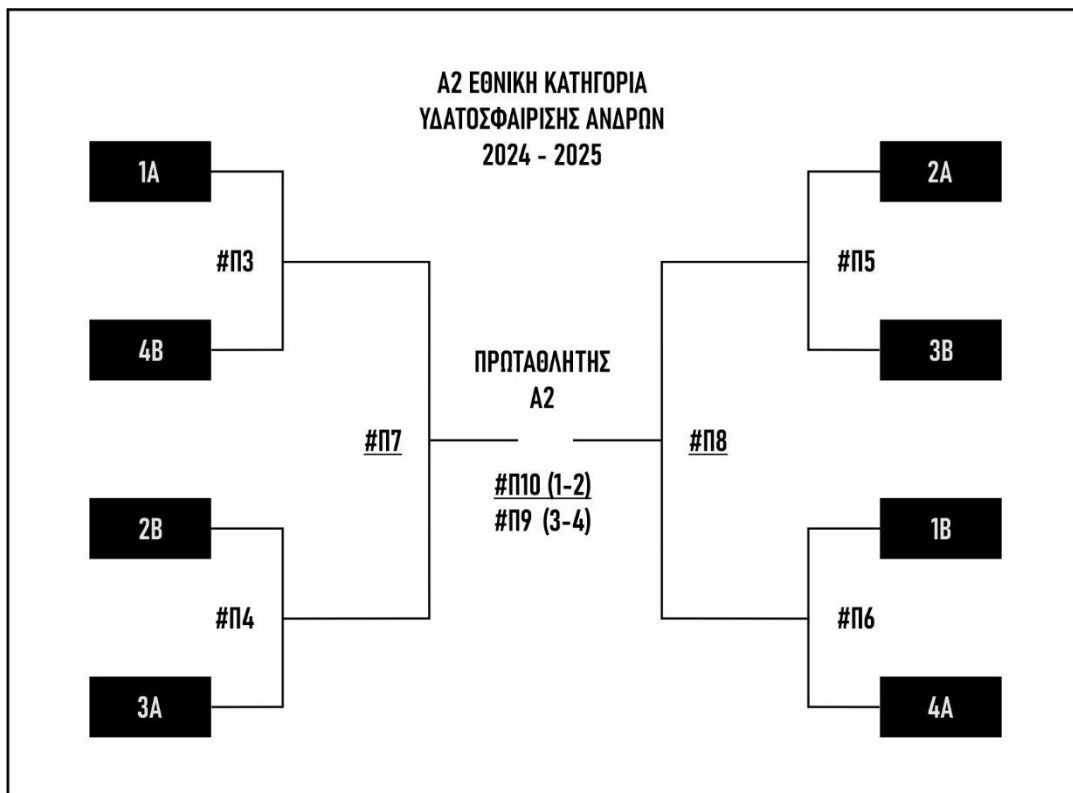 Α2 ΕΘΝΙΚΗ ΚΑΤΗΓΟΡΙΑ
ΥΔΑΤΟΣΦΑΙΡΙΣΗΣ ΑΝΔΡΩΝ
2024 - 2025
1Α
2Α
#Π3
#Π5
4Β
3Β
ΠΡΩΤΑΘΛΗΤΗΣ
Α2
#Π7
#Π8
#Π10 (1-2)
#Π9 (3-4)
2Β
1Β
#Π4
#Π6
3Α
4Α